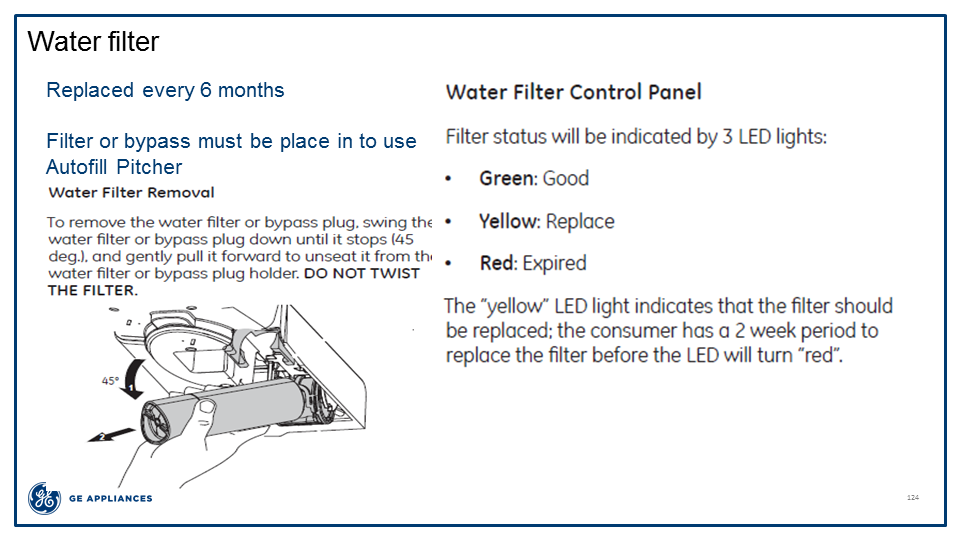 Water filter
Replaced every 6 months
Filter or bypass must be place in to use
Autofill Pitcher
Water Filter Removal
To remove the water filter or bypass plug, swing the
water filter or bypass plug down until it stops (45
deg.), and gently pull it forward to unseat it from th
water filter or bypass plug holder. DO NOT TWIST
THE FILTER.
45°
1
2
Water Filter Control Panel
Filter status will be indicated by 3 LED lights:
• Green: Good
• Yellow: Replace
• Red: Expired
The “yellow” LED light indicates that the filter should
be replaced; the consumer has a 2 week period to
replace the filter before the LED will turn “red”.
GE APPLIANCES
124